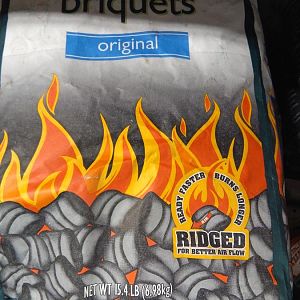 briquets
original
READY FASTER BURNS LONGER
RIDGED
FOR BETTER AIR FLOW
NET WT 15.4 LB (6.98kg)